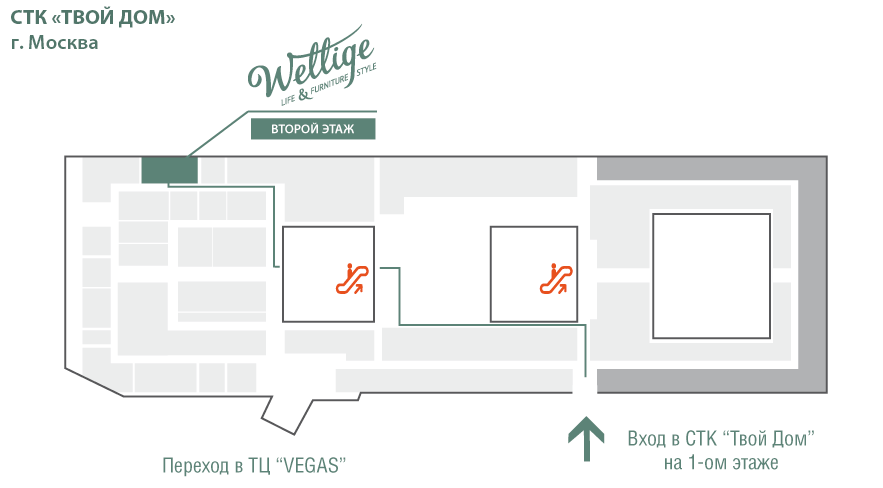 СТК «ТВОЙ ДОМ»
г. Москва
Wellige
LIFE & FURNITURE STYLE
ВТОРОЙ ЭТАЖ
Вход в СТК “Твой Дом”
на 1-ом этаже
Переход в ТЦ “VEGAS”